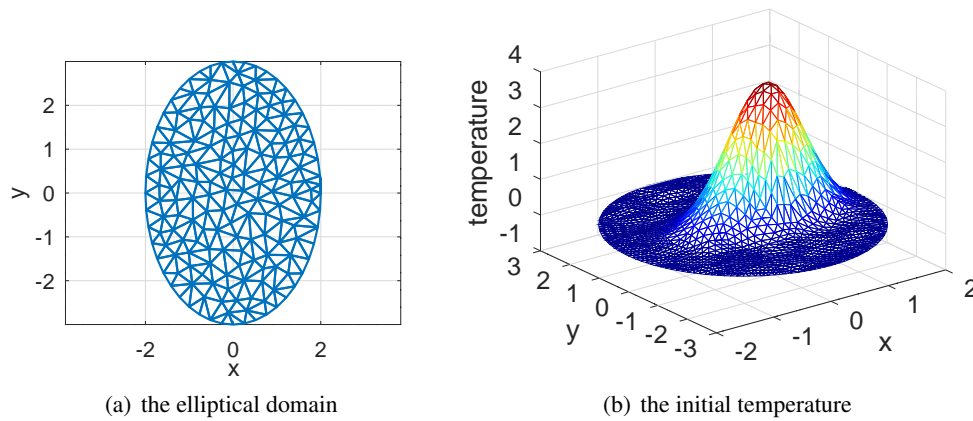 y
2
1
0
-1
-2
-2 0 2
x
(a) the elliptical domain
temperature
4
3
2
1
0
-1
3 2 1 0 -1 -2 -3
y
-2 -1 0 1 2
x
(b) the initial temperature